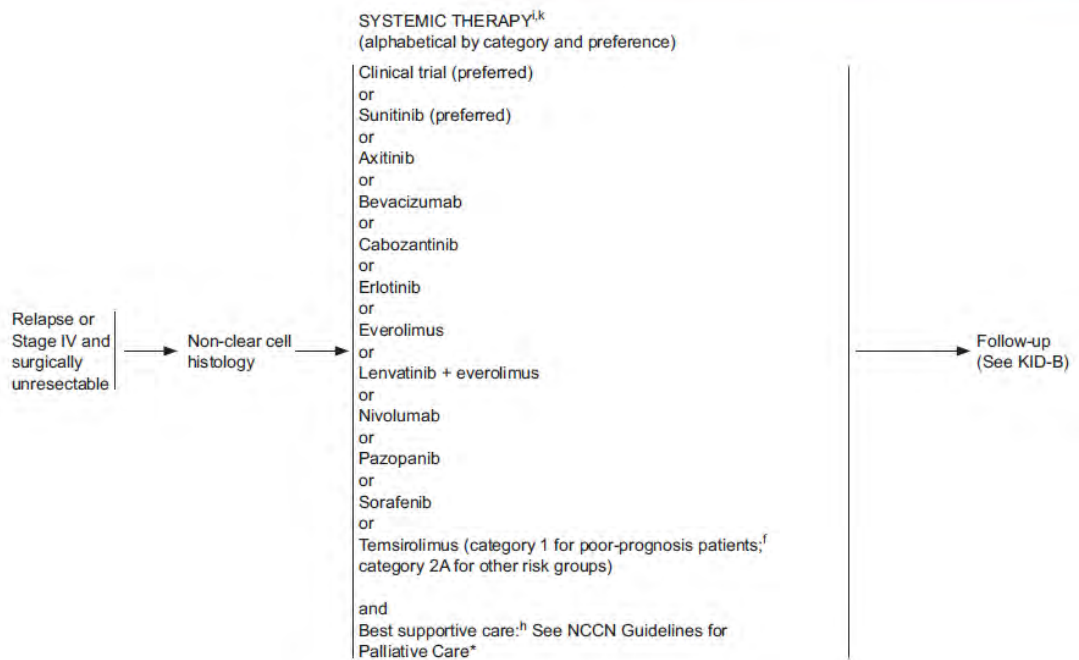 SYSTEMIC THERAPYi,k
(alphabetical by category and preference)
Relapse or
Stage IV and
surgically
unresectable
Non-clear cell
histology
Clinical trial (preferred)
or
Sunitinib (preferred)
or
Axitinib
or
Bevacizumab
or
Cabozantinib
or
Erlotinib
or
Everolimus
or
Lenvatinib + everolimus
or
Nivolumab
or
Pazopanib
or
Sorafenib
or
Temsirolimus (category 1 for poor-prognosis patients;f
category 2A for other risk groups)
and
Best supportive care:h See NCCN Guidelines for
Palliative Care*
Follow-up
(See KID-B)